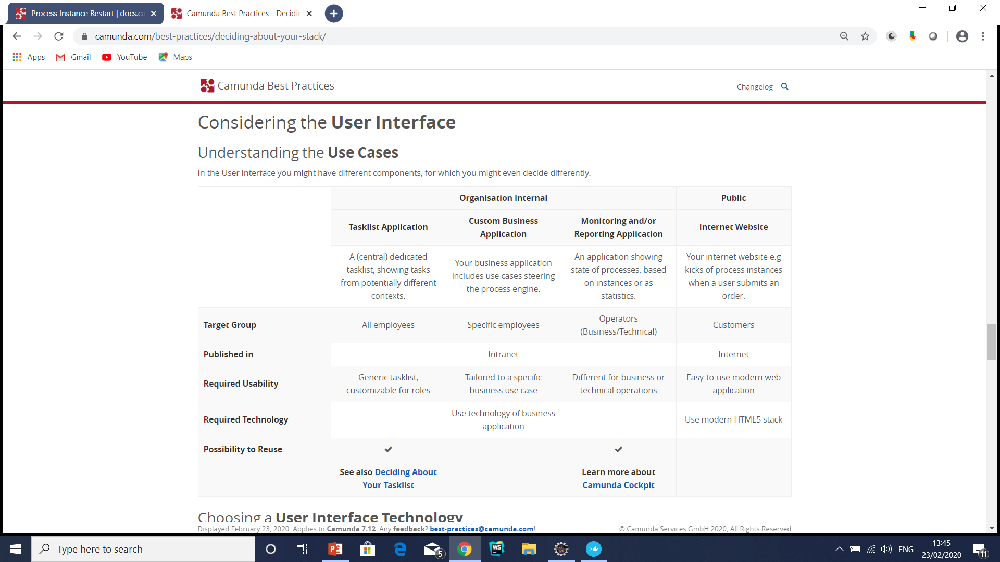 Process Instance Restart | docs.ca
Camunda Best Practices - Decidin
camunda.com/best-practices/deciding-about-your-stack/
Apps
Gmail
YouTube
Maps
Camunda Best Practices
Changelog
Considering the User Interface
Understanding the Use Cases
In the User Interface you might have different components, for which you might even decide differently.
Organisation Internal
Public
Tasklist Application
Custom Business
Application
Monitoring and/or
Reporting Application
Internet Website
A (central) dedicated
tasklist, showing tasks
from potentially different
contexts.
Your business application
includes use cases steering
the process engine.
An application showing
state of processes, based
on instances or as
statistics.
Your internet website e.g
kicks of process instances
when a user submits an
order.
Target Group
All employees
Specific employees
Operators
(Business/Technical)
Customers
Published in
Intranet
Internet
Required Usability
Generic tasklist,
customizable for roles
Tailored to a specific
business use case
Different for business or
technical operations
Easy-to-use modern web
application
Required Technology
Use technology of business
application
Use modern HTML5 stack
Possibility to Reuse
See also Deciding About
Your Tasklist
Learn more about
Camunda Cockpit
Choosing a User Interface Technology
Displayed February 23, 2020. Applies to Camunda 7.12. Any feedback? best-practices@camunda.com!
© Camunda Services GmbH 2020, All Rights Reserved
Type here to search
5
WS
ENG
13:45
23/02/2020
11